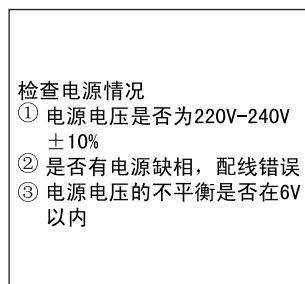 检查电源情况
① 电源电压是否为220V-240V
±10%
② 是否有电源缺相，配线错误
③ 电源电压的不平衡是否在6V
以内